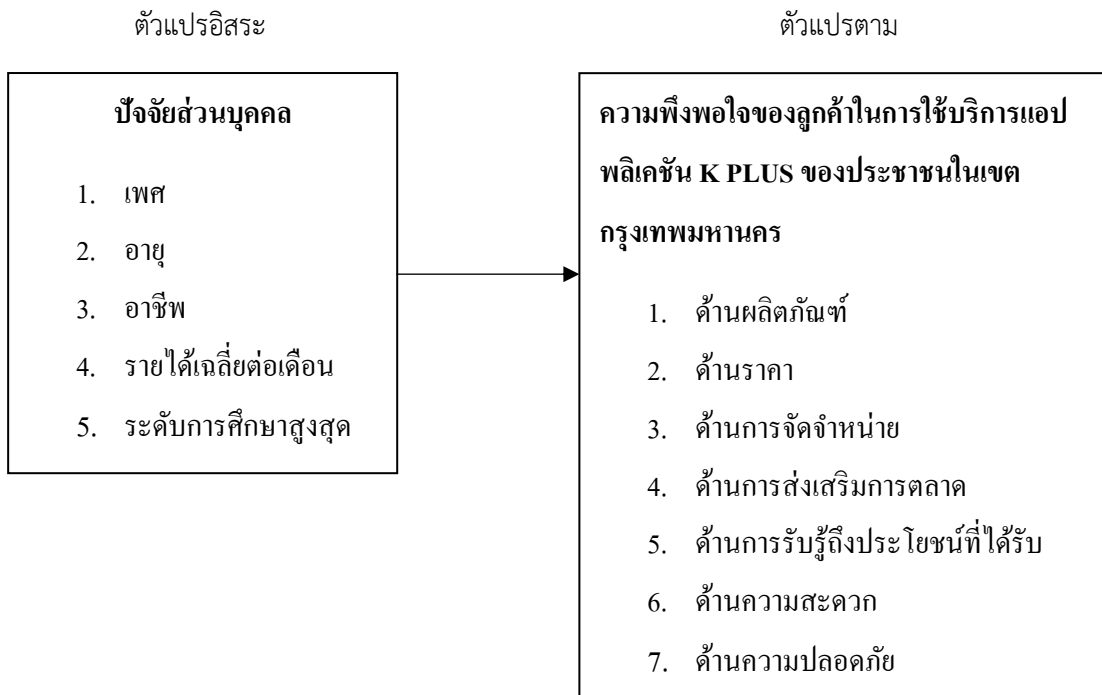 ตัวแปรอิสระ
ตัวแปรตาม
ปัจจัยส่วนบุคคล
1. เพศ
2. อายุ
3. อาชีพ
4. รายได้เฉลี่ยต่อเดือน
5. ระดับการศึกษาสูงสุด
ความพึงพอใจของลูกค้าในการใช้บริการแอป
พลิเคชัน K PLUS ของประชาชนในเขต
กรุงเทพมหานคร
1. ด้านผลิตภัณฑ์
2. ด้านราคา
3. ด้านการจัดจำหน่าย
4. ด้านการส่งเสริมการตลาด
5. ด้านการรับรู้ถึงประโยชน์ที่ได้รับ
6. ด้านความสะดวก
7. ด้านความปลอดภัย